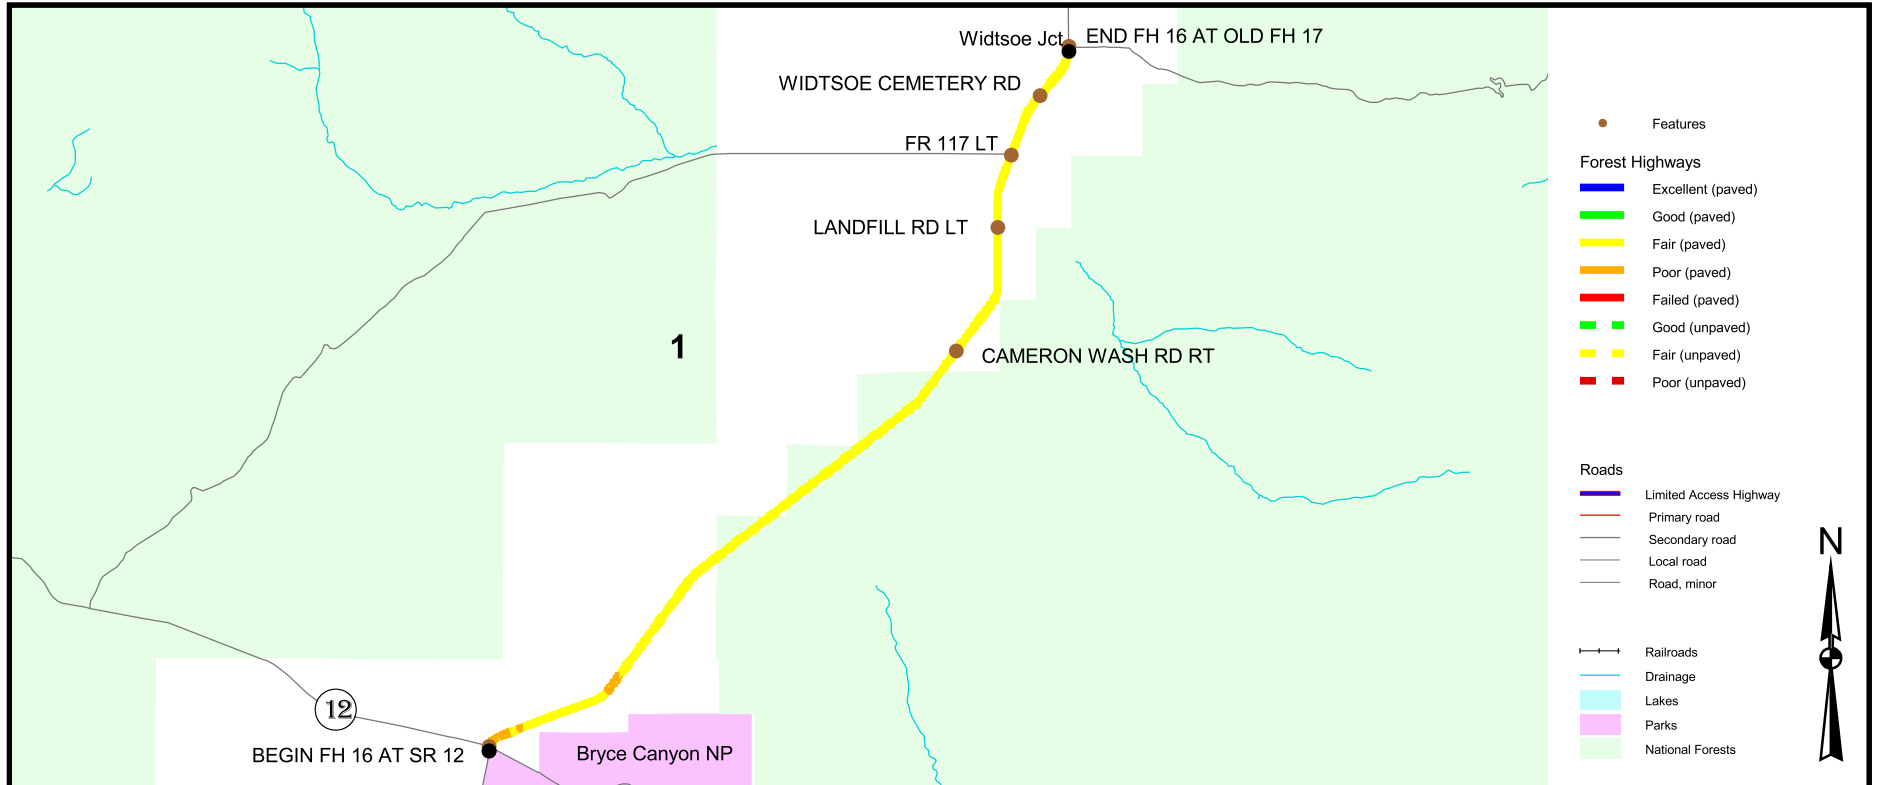 Widtsoe Jct
END FH 16 AT OLD FH 17
WIDTSOE CEMETERY RD
FR 117 LT
LANDFILL RD LT
1
CAMERON WASH RD RT
12
BEGIN FH 16 AT SR 12
Bryce Canyon NP
Features
Forest Highways
Excellent (paved)
Good (paved)
Fair (paved)
Poor (paved)
Failed (paved)
Good (unpaved)
Fair (unpaved)
Poor (unpaved)
Roads
Limited Access Highway
Primary road
Secondary road
Local road
Road, minor
N
Railroads
Drainage
Lakes
Parks
National Forests